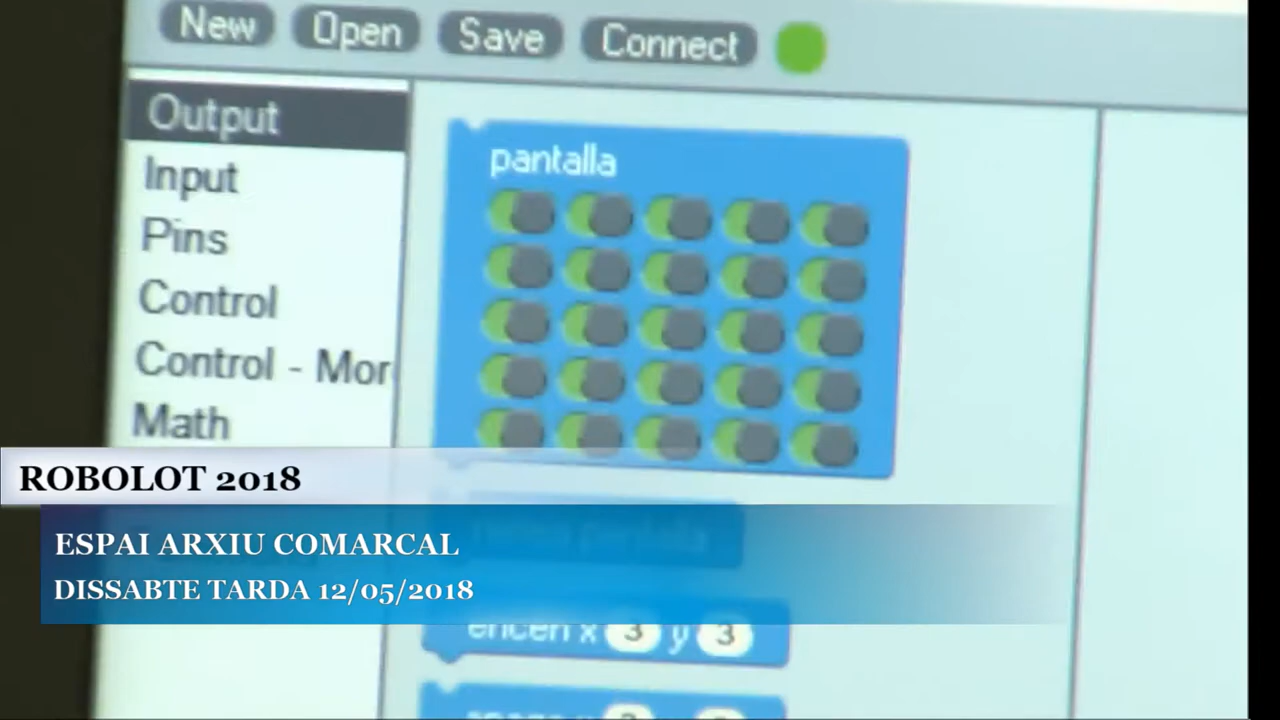 New Open Save Connect
Output
Input
Pins
Control
Control - Mor
Math
pantalla
encén x 3 y 3
ROBOLOT 2018
ESPAI ARXIU COMARCAL
DISSABTE TARDA 12/05/2018